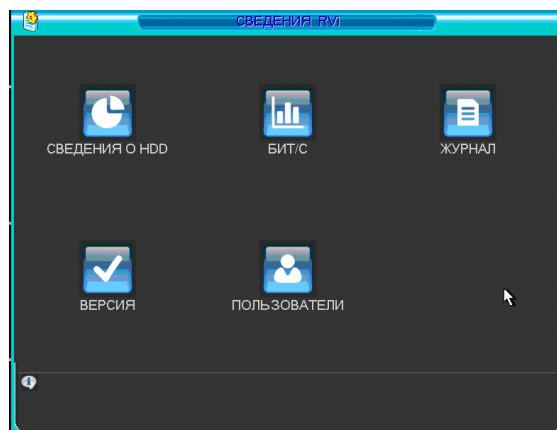 СВЕДЕНИЯ RVi
СВЕДЕНИЯ О HDD
БИТ/С
ЖУРНАЛ
ВЕРСИЯ
ПОЛЬЗОВАТЕЛИ